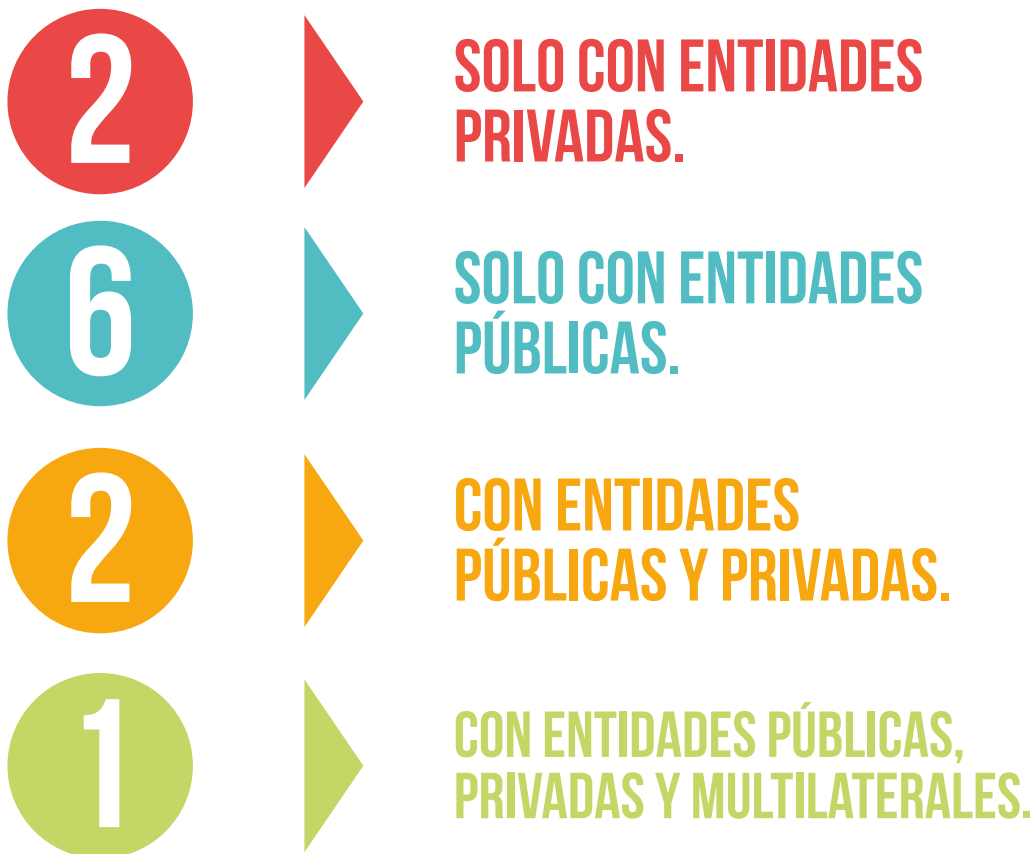 2
SOLO CON ENTIDADES
PRIVADAS.
6
SOLO CON ENTIDADES
PÚBLICAS.
2
CON ENTIDADES
PÚBLICAS Y PRIVADAS.
1
CON ENTIDADES PÚBLICAS,
PRIVADAS Y MULTILATERALES.